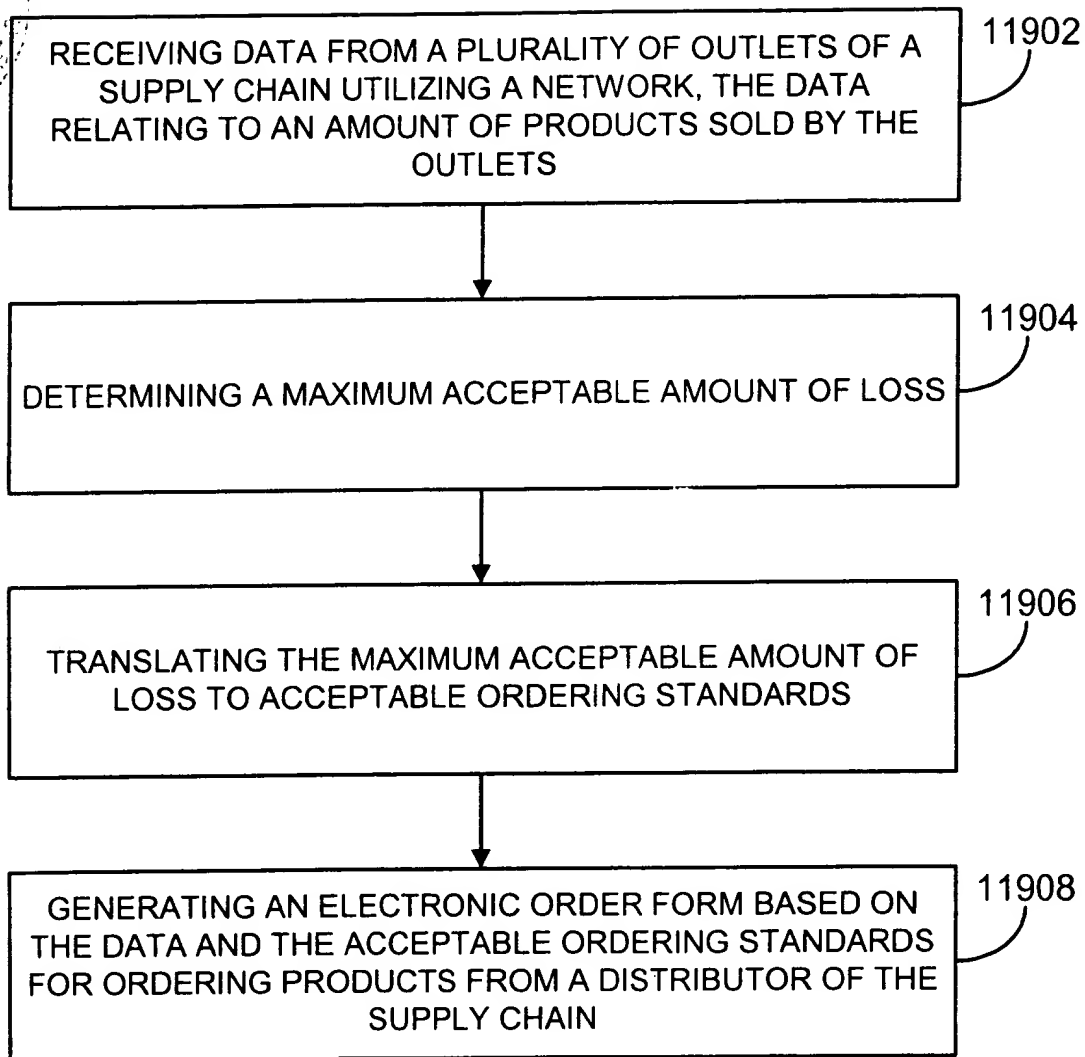 RECEIVING DATA FROM A PLURALITY OF OUTLETS OF A
SUPPLY CHAIN UTILIZING A NETWORK, THE DATA
RELATING TO AN AMOUNT OF PRODUCTS SOLD BY THE
OUTLETS
11902
DETERMINING A MAXIMUM ACCEPTABLE AMOUNT OF LOSS
11904
TRANSLATING THE MAXIMUM ACCEPTABLE AMOUNT OF
LOSS TO ACCEPTABLE ORDERING STANDARDS
11906
GENERATING AN ELECTRONIC ORDER FORM BASED ON
THE DATA AND THE ACCEPTABLE ORDERING STANDARDS
FOR ORDERING PRODUCTS FROM A DISTRIBUTOR OF THE
SUPPLY CHAIN
11908